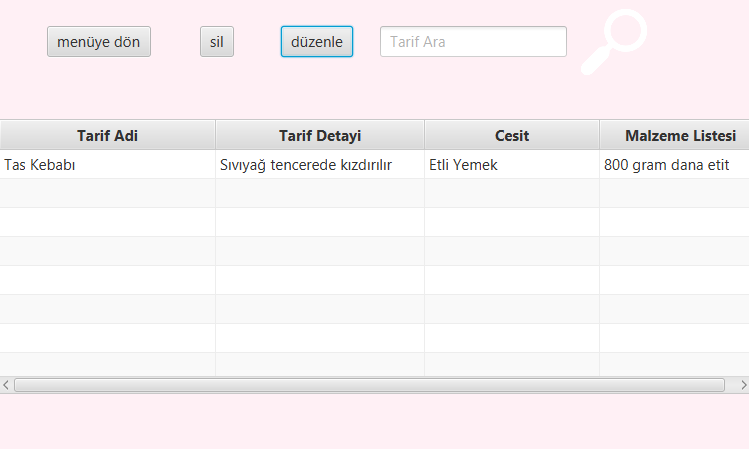 menüye dön sil düzenle Tarif Ara
Tarif Adi Tarif Detayi Cesit Malzeme Listesi
Tas Kebabı Sıvıyağ tencerede kızdırılır Etli Yemek 800 gram dana etit